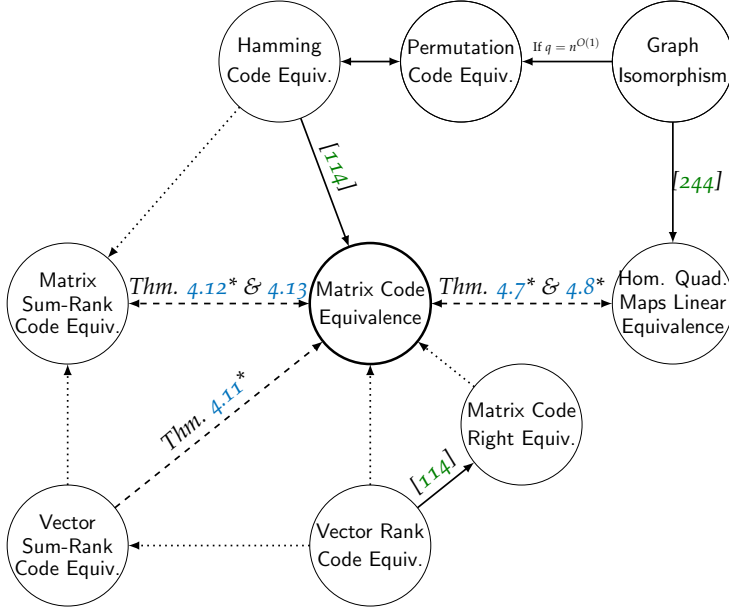 Hamming
Code Equiv.
Permutation
Code Equiv.
If q = n^{O(1)}
Graph
Isomorphism
[114]
[244]
Matrix
Sum-Rank
Code Equiv.
Thm. 4.12* & 4.13
Matrix Code
Equivalence
Thm. 4.7* & 4.8*
Hom. Quad.
Maps Linear
Equivalence
Thm. 4.11*
Matrix Code
Right Equiv.
[114]
Vector
Sum-Rank
Code Equiv.
Vector Rank
Code Equiv.